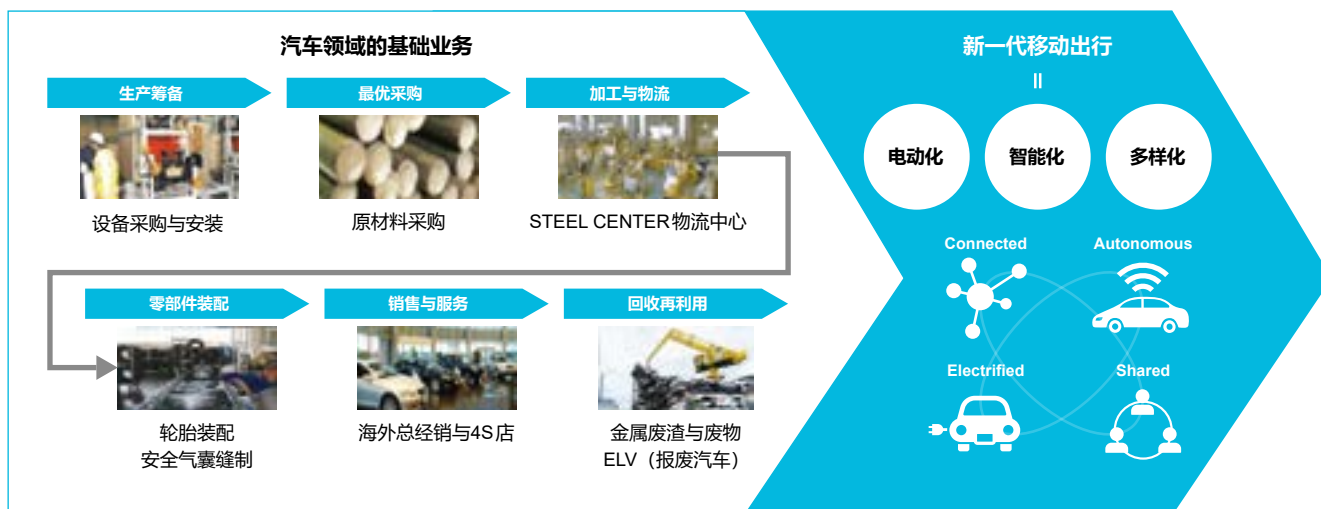 汽车领域的基础业务
生产筹备
最优采购
加工与物流
设备采购与安装
原材料采购
STEEL CENTER物流中心
零部件装配
销售与服务
回收再利用
轮胎装配
安全气囊缝制
海外总经销与4S店
金属废渣与废物
ELV（报废汽车）
新一代移动出行
=
电动化
智能化
多样化
Connected
Autonomous
Electrified
Shared